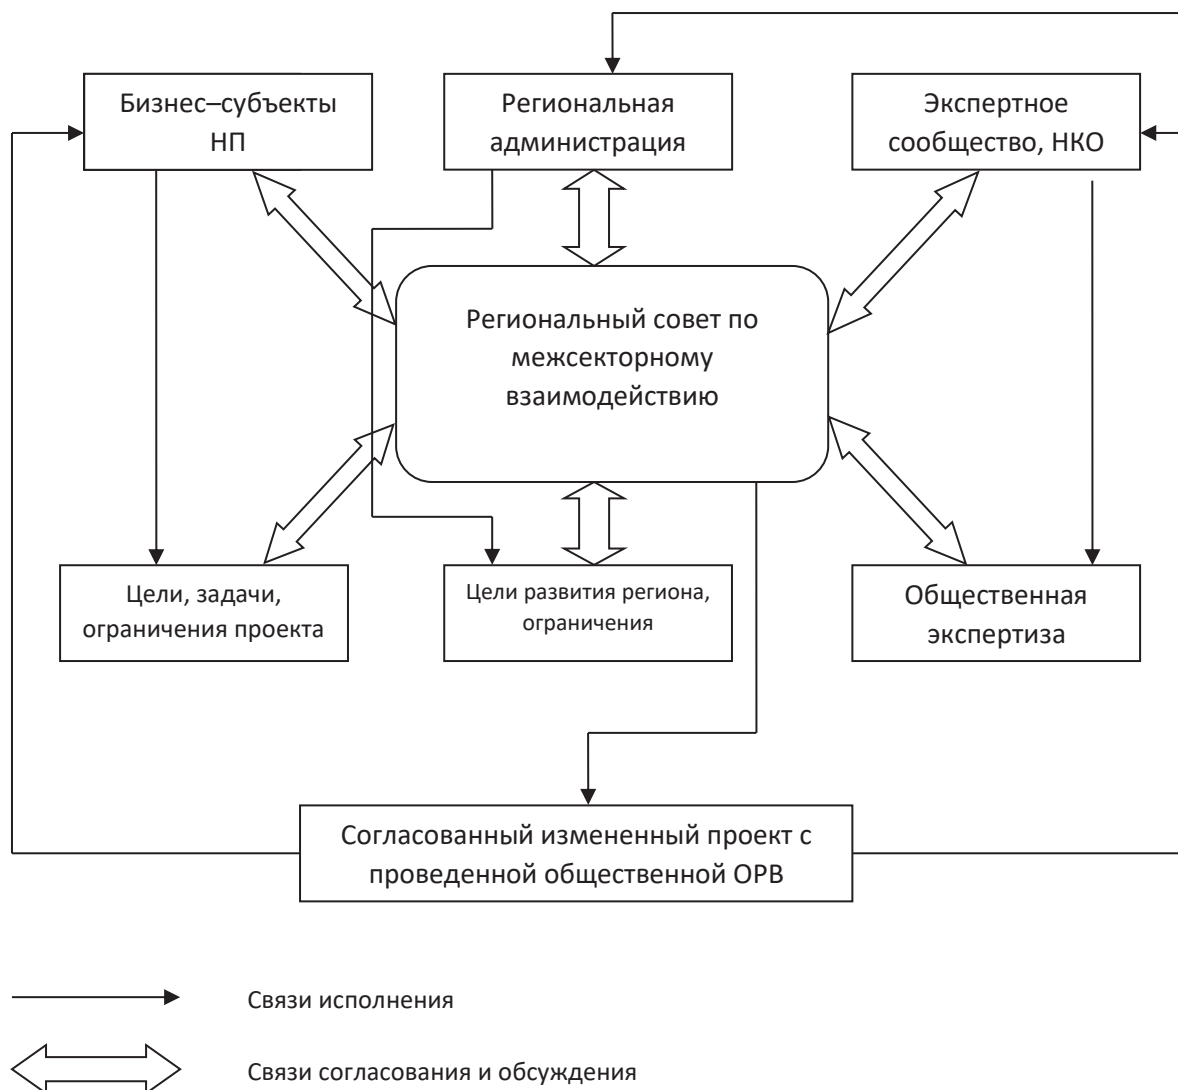 Бизнес–субъекты
НП
Региональная
администрация
Экспертное
сообщество, НКО
Региональный совет по
межсекторному
взаимодействию
Цели, задачи,
ограничения проекта
Цели развития региона,
ограничения
Общественная
экспертиза
Согласованный измененный проект с
проведенной общественной ОРВ
Связи исполнения
Связи согласования и обсуждения